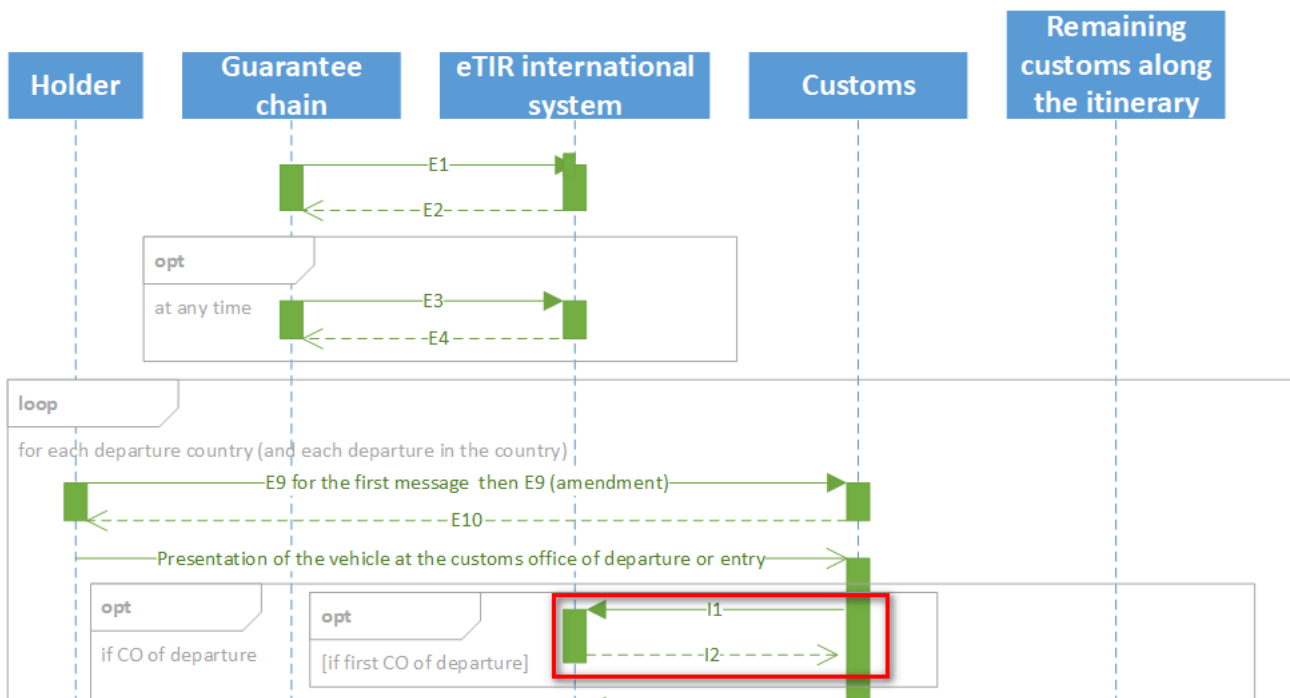 Holder
Guarantee
chain
eTIR international
system
Customs
Remaining
customs along
the itinerary
E1
E2
opt
at any time
E3
E4
loop
for each departure country (and each departure in the country)
E9 for the first message then E9 (amendment)
E10
Presentation of the vehicle at the customs office of departure or entry
opt
if CO of departure
opt
[if first CO of departure]
I1
I2